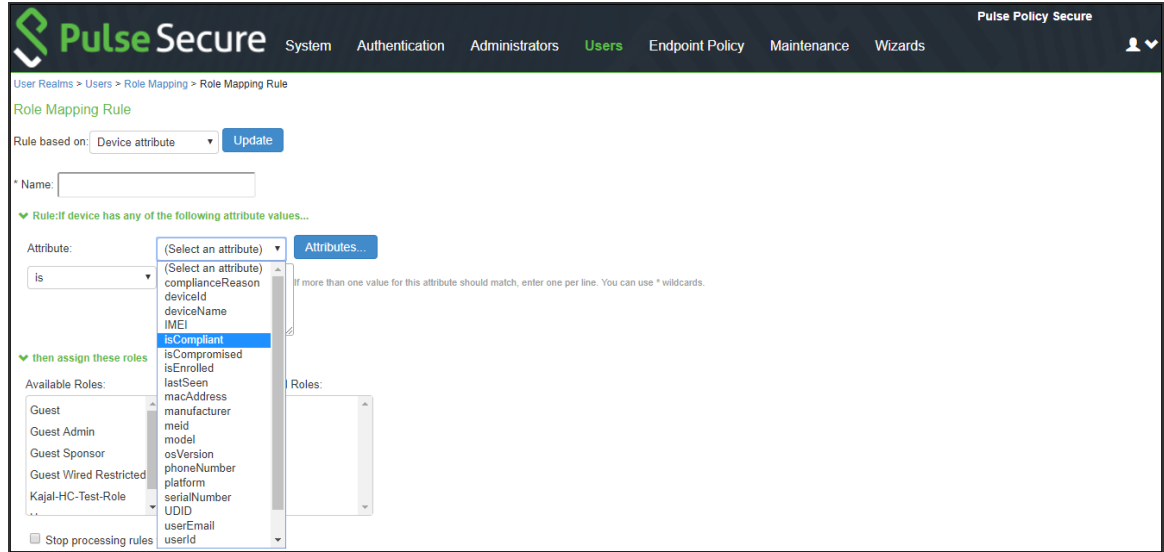 Pulse Policy Secure
Pulse Secure System Authentication Administrators Users Endpoint Policy Maintenance Wizards
User Realms > Users > Role Mapping > Role Mapping Rule
Role Mapping Rule
Rule based on: Device attribute Update
* Name:
Rule:If device has any of the following attribute values...
Attribute: (Select an attribute) Attributes...
is
If more than one value for this attribute should match, enter one per line. You can use * wildcards.
(Select an attribute)
complianceReason
deviceId
deviceName
IMEI
isCompliant
isCompromised
isEnrolled
lastSeen
macAddress
manufacturer
meid
model
osVersion
phoneNumber
platform
serialNumber
UDID
userEmail
userId
then assign these roles
Available Roles: Roles:
Guest
Guest Admin
Guest Sponsor
Guest Wired Restricted
Kajal-HC-Test-Role
Stop processing rules